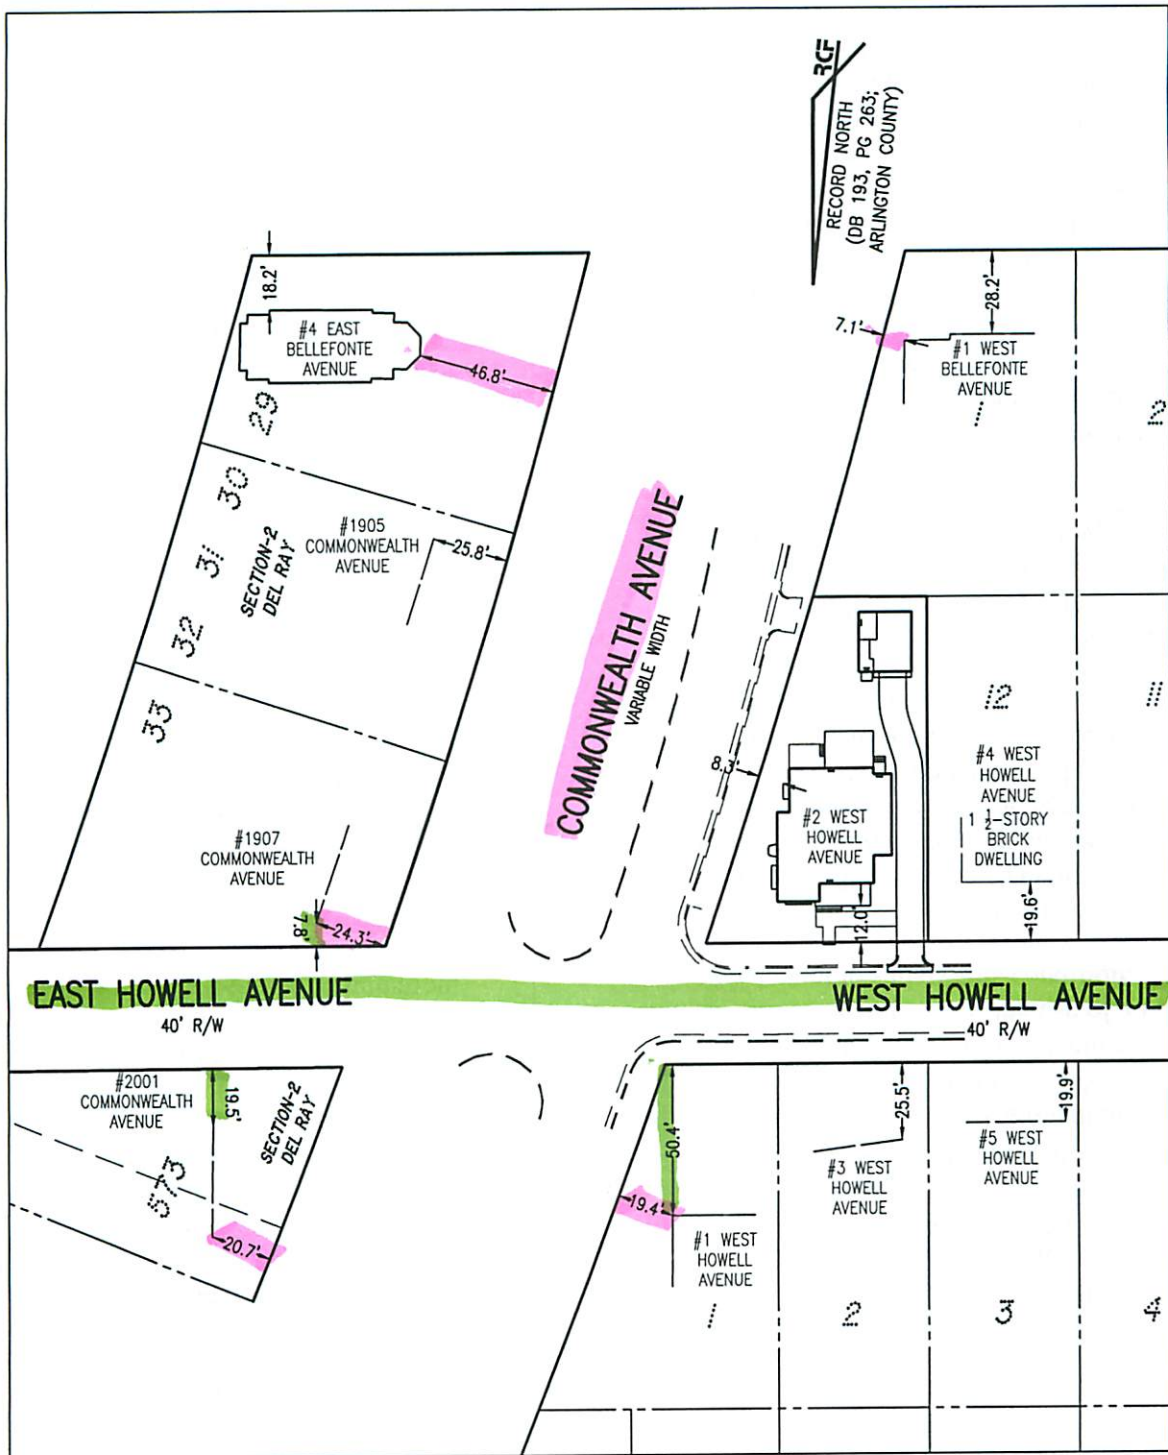 RCF
RECORD NORTH
(DB 193, PG 263;
ARLINGTON COUNTY)
18.2'
#4 EAST
BELLEFONTE
AVENUE
46.8'
7.1'
28.2'
#1 WEST
BELLEFONTE
AVENUE
1
2
29
30
31
32
33
SECTION-2
DEL RAY
#1905
COMMONWEALTH
AVENUE
25.8'
COMMONWEALTH AVENUE
VARIABLE WIDTH
12
11
8.3'
#2 WEST
HOWELL
AVENUE
#4 WEST
HOWELL
AVENUE
1 ½-STORY
BRICK
DWELLING
19.6'
12.0'
#1907
COMMONWEALTH
AVENUE
7.8'
24.3'
EAST HOWELL AVENUE
40' R/W
WEST HOWELL AVENUE
40' R/W
#2001
COMMONWEALTH
AVENUE
19.5'
SECTION-2
DEL RAY
573
20.7'
50.4'
19.4'
#1 WEST
HOWELL
AVENUE
25.5'
#3 WEST
HOWELL
AVENUE
19.9'
#5 WEST
HOWELL
AVENUE
1
2
3
4